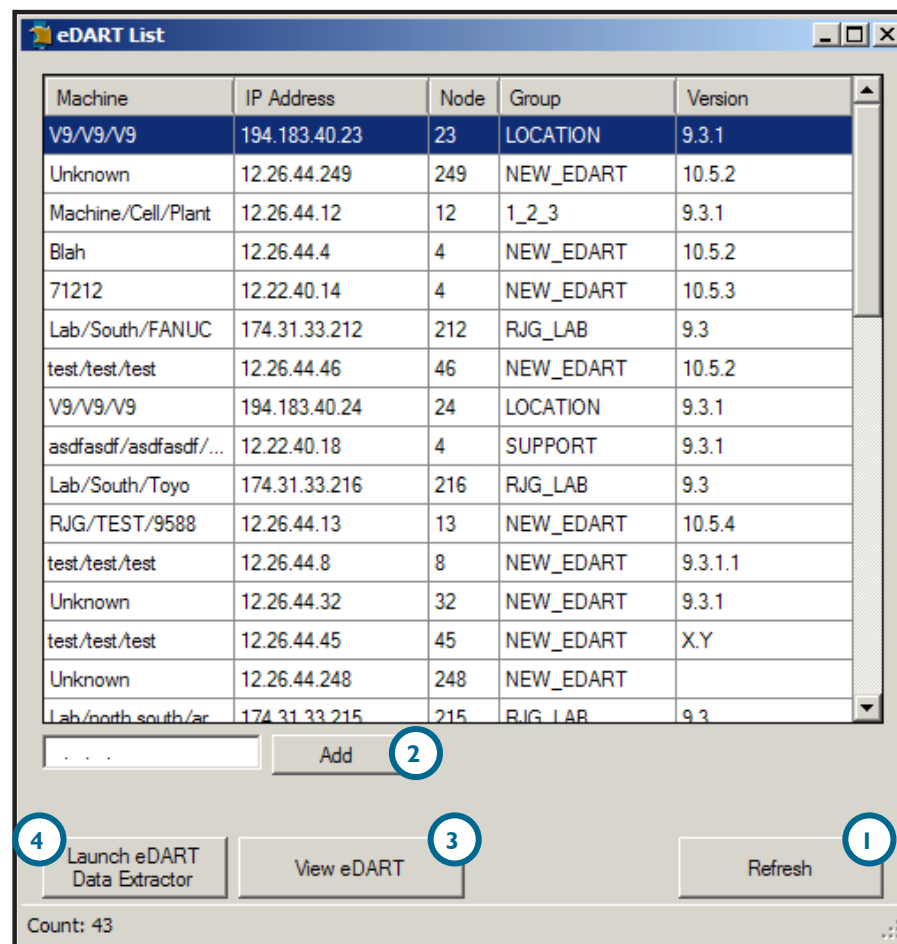 eDART List
Machine IP Address Node Group Version
V9/V9/V9 194.183.40.23 23 LOCATION 9.3.1
Unknown 12.26.44.249 249 NEW_EDART 10.5.2
Machine/Cell/Plant 12.26.44.12 12 1_2_3 9.3.1
Blah 12.26.44.4 4 NEW_EDART 10.5.2
71212 12.22.40.14 4 NEW_EDART 10.5.3
Lab/South/FANUC 174.31.33.212 212 RJG_LAB 9.3
test/test/test 12.26.44.46 46 NEW_EDART 10.5.2
V9/V9/V9 194.183.40.24 24 LOCATION 9.3.1
asdfasdf/asdfasdf/... 12.22.40.18 4 SUPPORT 9.3.1
Lab/South/Toyo 174.31.33.216 216 RJG_LAB 9.3
RJG/TEST/9588 12.26.44.13 13 NEW_EDART 10.5.4
test/test/test 12.26.44.8 8 NEW_EDART 9.3.1.1
Unknown 12.26.44.32 32 NEW_EDART 9.3.1
test/test/test 12.26.44.45 45 NEW_EDART X.Y
Unknown 12.26.44.248 248 NEW_EDART
Lab/north south/ar 174.31.33.215 215 RJG_LAB 9.3
. . . Add 2
4 3 1
Launch eDART
Data Extractor View eDART Refresh
Count: 43